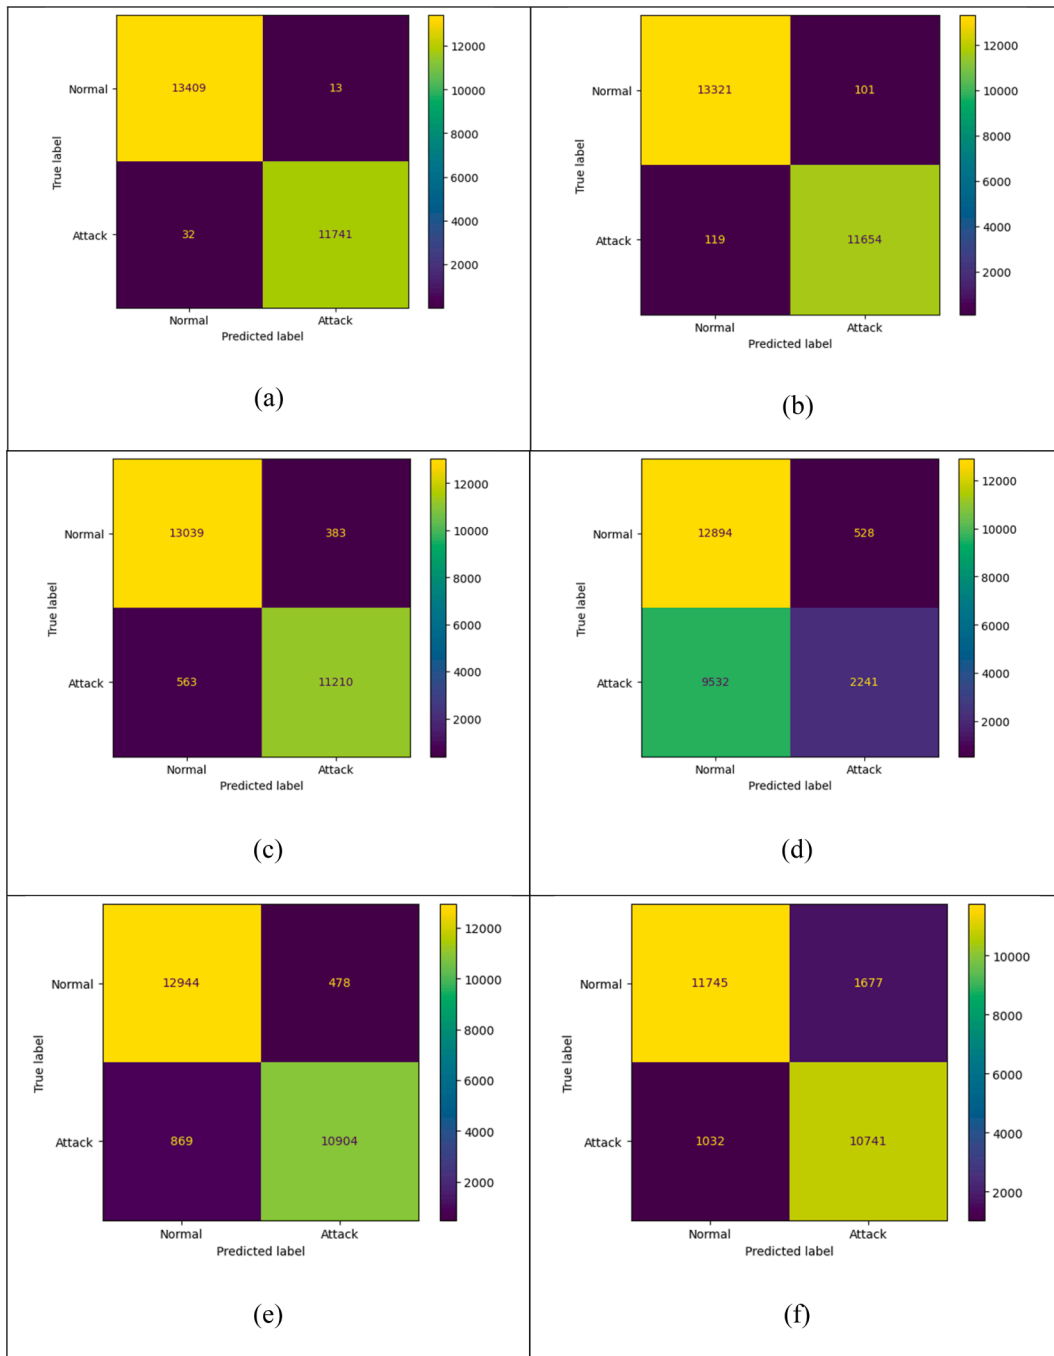 12000
Normal 13409 13
10000
8000
True label
6000
Attack 32 11741
4000
2000
Normal Attack
Predicted label
(a)
12000
Normal 13321 101
10000
8000
True label
6000
Attack 119 11654
4000
2000
Normal Attack
Predicted label
(b)
12000
Normal 13039 383
10000
8000
True label
6000
Attack 563 11210
4000
2000
Normal Attack
Predicted label
(c)
12000
Normal 12894 528
10000
8000
True label
6000
Attack 9532 2241
4000
2000
Normal Attack
Predicted label
(d)
12000
Normal 12944 478
10000
8000
True label
6000
Attack 869 10904
4000
2000
Normal Attack
Predicted label
(e)
Normal 11745 1677
10000
8000
True label
6000
Attack 1032 10741
4000
2000
Normal Attack
Predicted label
(f)